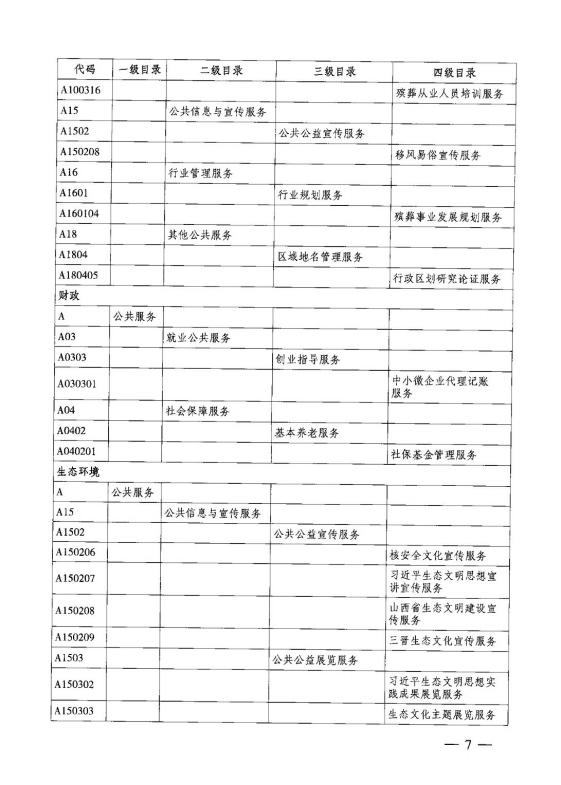 代码 一级目录 二级目录 三级目录 四级目录
A100316 殡葬从业人员培训服务
A15 公共信息与宣传服务
A1502 公共公益宣传服务
A150208 移风易俗宣传服务
A16 行业管理服务
A1601 行业规划服务
A160104 殡葬事业发展规划服务
A18 其他公共服务
A1804 区域地名管理服务
A180405 行政区划研究论证服务
财政
A 公共服务
A03 就业公共服务
A0303 创业指导服务
A030301 中小微企业代理记账
服务
A04 社会保障服务
A0402 基本养老服务
A040201 社保基金管理服务
生态环境
A 公共服务
A15 公共信息与宣传服务
A1502 公共公益宣传服务
A150206 核安全文化宣传服务
A150207 习近平生态文明思想宣
讲宣传服务
A150208 山西省生态文明建设宣
传服务
A150209 三晋生态文化宣传服务
A1503 公共公益展览服务
A150302 习近平生态文明思想实
践成果展览服务
A150303 生态文化主题展览服务
— 7 —